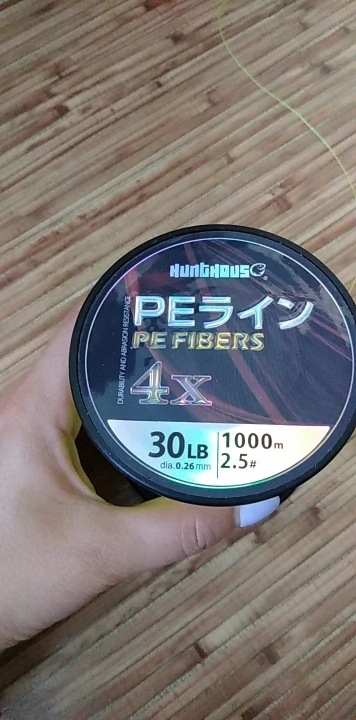 HUNTHOUSE
PEライン
PE FIBERS
4X
DURABILITY AND ABRASION RESISTANCE
30LB
dia.0.26mm
1000m
2.5#